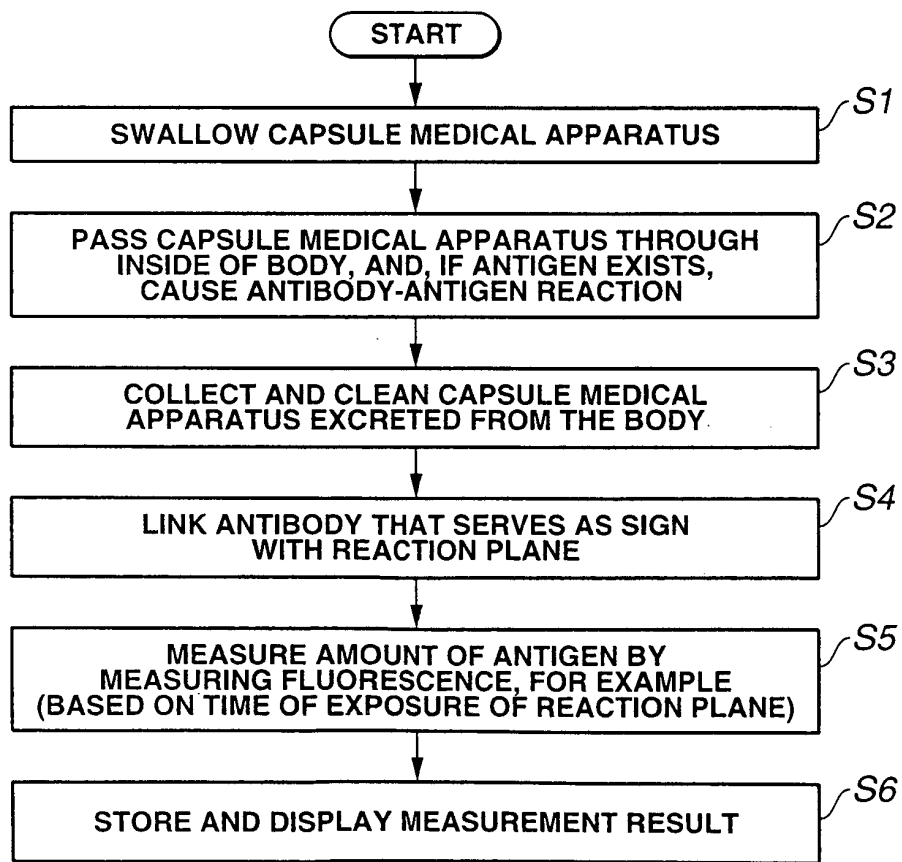 START
S1
SWALLOW CAPSULE MEDICAL APPARATUS
S2
PASS CAPSULE MEDICAL APPARATUS THROUGH
INSIDE OF BODY, AND, IF ANTIGEN EXISTS,
CAUSE ANTIBODY-ANTIGEN REACTION
S3
COLLECT AND CLEAN CAPSULE MEDICAL
APPARATUS EXCRETED FROM THE BODY
S4
LINK ANTIBODY THAT SERVES AS SIGN
WITH REACTION PLANE
S5
MEASURE AMOUNT OF ANTIGEN BY
MEASURING FLUORESCENCE, FOR EXAMPLE
(BASED ON TIME OF EXPOSURE OF REACTION PLANE)
S6
STORE AND DISPLAY MEASUREMENT RESULT